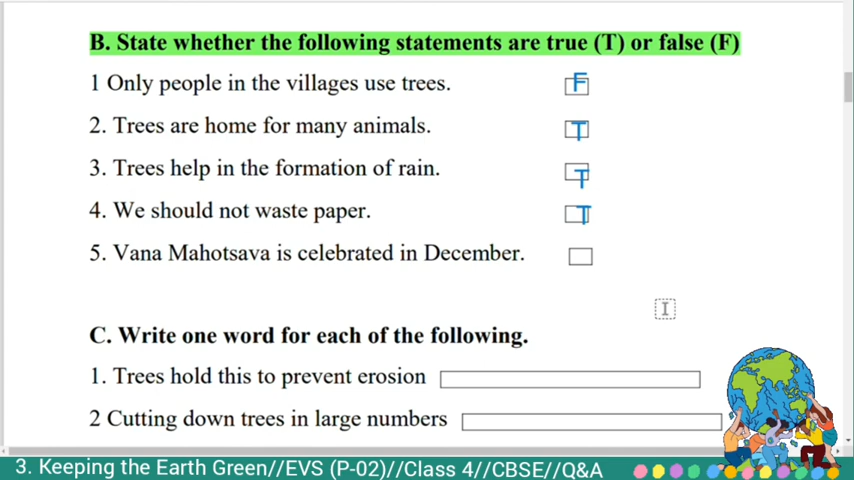 B. State whether the following statements are true (T) or false (F)
1 Only people in the villages use trees. F
2. Trees are home for many animals. T
3. Trees help in the formation of rain. T
4. We should not waste paper. T
5. Vana Mahotsava is celebrated in December.
C. Write one word for each of the following.
1. Trees hold this to prevent erosion
2 Cutting down trees in large numbers
3. Keeping the Earth Green//EVS (P-02)//Class 4//CBSE//Q&A